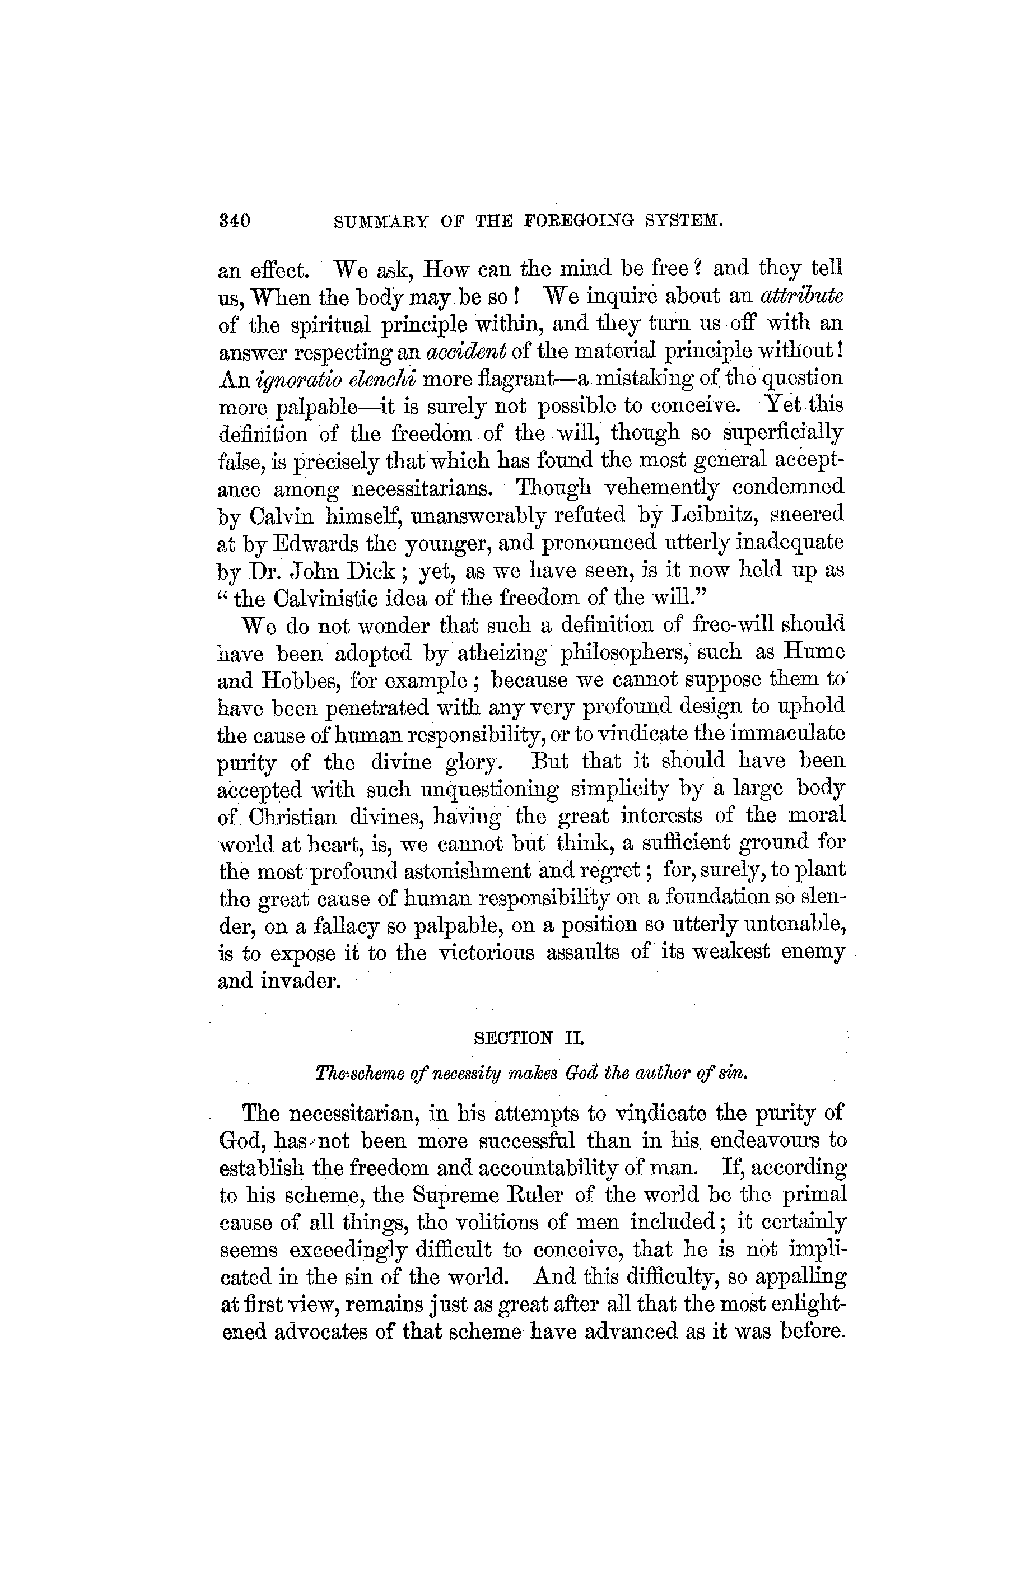 340 SUMMARY OF THE FOREGOING SYSTEM.
an effect. We ask, How can the mind be free? and they tell
us, When the body may be so! We inquire about an attribute
of the spiritual principle within, and they turn us off with an
answer respecting an accident of the material principle without!
An ignoratio elenchi more flagrant—a mistaking of the question
more palpable—it is surely not possible to conceive. Yet this
definition of the freedom of the will, though so superficially
false, is precisely that which has found the most general accept-
ance among necessitarians. Though vehemently condemned
by Calvin himself, unanswerably refuted by Leibnitz, sneered
at by Edwards the younger, and pronounced utterly inadequate
by Dr. John Dick; yet, as we have seen, is it now held up as
“the Calvinistic idea of the freedom of the will.”
We do not wonder that such a definition of free-will should
have been adopted by atheizing philosophers, such as Hume
and Hobbes, for example; because we cannot suppose them to
have been penetrated with any very profound design to uphold
the cause of human responsibility, or to vindicate the immaculate
purity of the divine glory. But that it should have been
accepted with such unquestioning simplicity by a large body
of Christian divines, having the great interests of the moral
world at heart, is, we cannot but think, a sufficient ground for
the most profound astonishment and regret; for, surely, to plant
the great cause of human responsibility on a foundation so slen-
der, on a fallacy so palpable, on a position so utterly untenable,
is to expose it to the victorious assaults of its weakest enemy
and invader.
SECTION II.
The scheme of necessity makes God the author of sin.
The necessitarian, in his attempts to vindicate the purity of
God, has not been more successful than in his endeavours to
establish the freedom and accountability of man. If, according
to his scheme, the Supreme Ruler of the world be the primal
cause of all things, the volitions of men included; it certainly
seems exceedingly difficult to conceive, that he is not impli-
cated in the sin of the world. And this difficulty, so appalling
at first view, remains just as great after all that the most enlight-
ened advocates of that scheme have advanced as it was before.